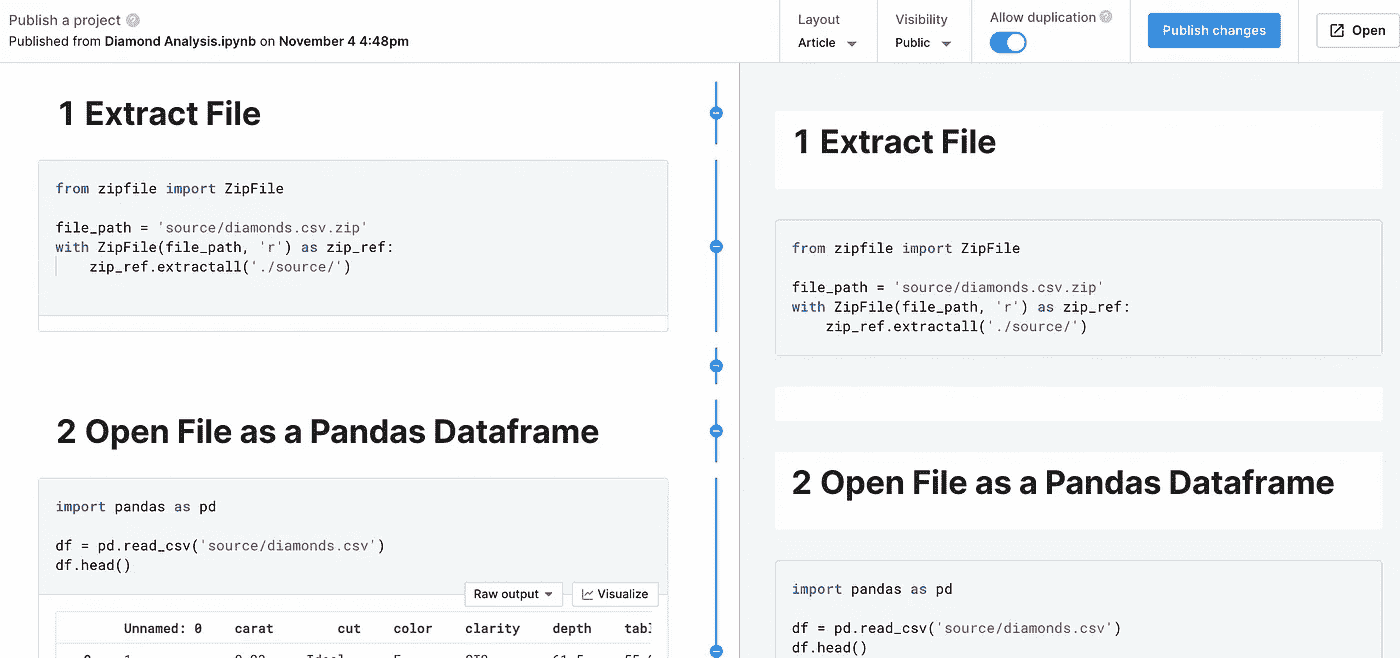 Publish a project
Published from Diamond Analysis.ipynb on November 4 4:48pm
Layout
Article
Visibility
Public
Allow duplication
Publish changes
Open
1 Extract File
from zipfile import ZipFile
file_path = 'source/diamonds.csv.zip'
with ZipFile(file_path, 'r') as zip_ref:
    zip_ref.extractall('./source/')
2 Open File as a Pandas Dataframe
import pandas as pd
df = pd.read_csv('source/diamonds.csv')
df.head()
Raw output
Visualize
Unnamed: 0 carat cut color clarity depth
1 Extract File
from zipfile import ZipFile
file_path = 'source/diamonds.csv.zip'
with ZipFile(file_path, 'r') as zip_ref:
    zip_ref.extractall('./source/')
2 Open File as a Pandas Dataframe
import pandas as pd
df = pd.read_csv('source/diamonds.csv')
df.head()